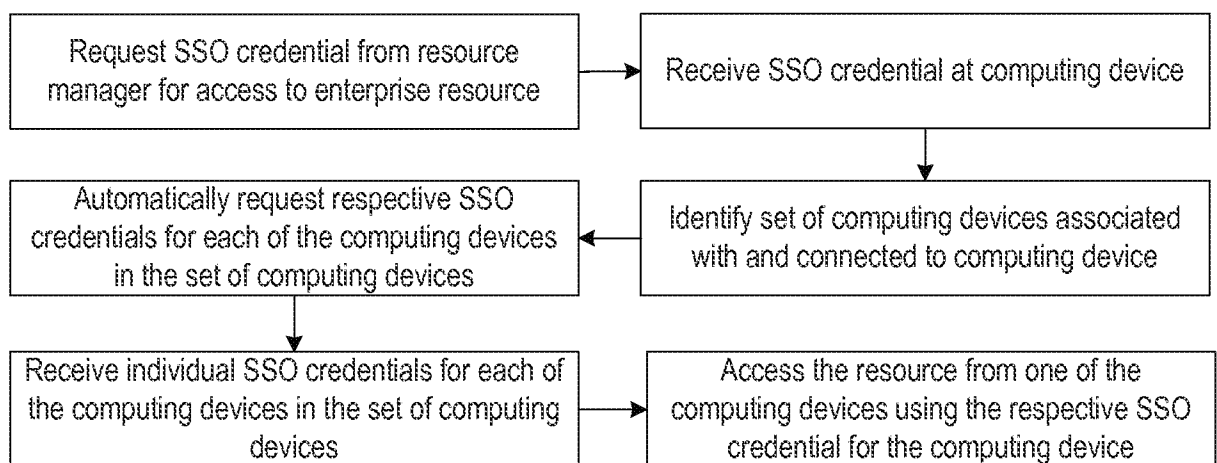 Request SSO credential from resource
manager for access to enterprise resource
Receive SSO credential at computing device
Identify set of computing devices associated
with and connected to computing device
Automatically request respective SSO
credentials for each of the computing devices
in the set of computing devices
Receive individual SSO credentials for each of
the computing devices in the set of computing
devices
Access the resource from one of the
computing devices using the respective SSO
credential for the computing device